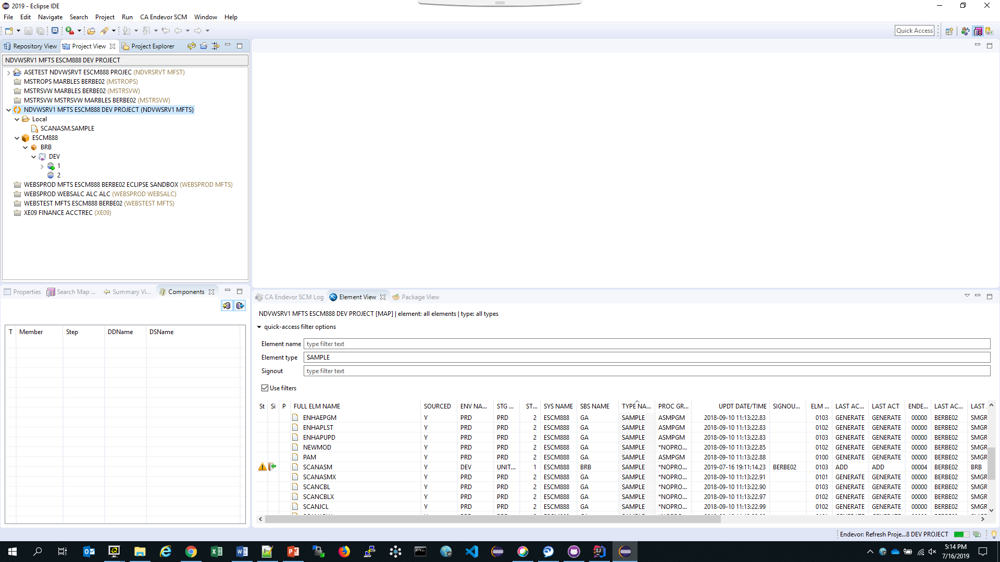 2019 - Eclipse IDE
File Edit Navigate Search Project Run CA Endevor SCM Window Help
Quick Access
Repository View Project View Project Explorer
NDVWSRV1 MFTS ESCM888 DEV PROJECT
ASETEST NDVWSRVT ESCM888 PROJEC (NDVRSRVT MFST)
MSTROPS MARBLES BERBE02 (MSTROPS)
MSTRSVW MARBLES BERBE02 (MSTRSVW)
MSTRSVW MSTRSVW MARBLES BERBE02 (MSTRSVW)
NDVWSRV1 MFTS ESCM888 DEV PROJECT (NDVWSRV1 MFTS)
Local
SCANASM.SAMPLE
ESCM888
BRB
DEV
1
2
WEBSPROD MFTS ESCM888 BERBE02 ECLIPSE SANDBOX (WEBSPROD MFTS)
WEBSPROD WEBSALC ALC ALC (WEBSPROD WEBSALC)
WEBSTEST MFTS ESCM888 BERBE02 (WEBSTEST MFTS)
XE09 FINANCE ACCTREC (XE09)
Properties Search Map ... Summary Vi... Components
T Member Step DDName DSName
CA Endevor SCM Log Element View Package View
NDVWSRV1 MFTS ESCM888 DEV PROJECT [MAP] | element: all elements | type: all types
quick-access filter options
Element name type filter text
Element type SAMPLE
Signout type filter text
Use filters
St Si P FULL ELM NAME SOURCED ENV NA... STG ... ST... SYS NAME SBS NAME TYPE NA... PROC GR... UPDT DATE/TIME SIGNOU... ELM ... LAST AC... LAST ACT ENDE... LAST AC... LAST
ENHAEPGM Y PRD PRD 2 ESCM888 GA SAMPLE ASMPGM 2018-09-10 11:13:22.83 0103 GENERATE GENERATE 00000 BERBE02 SMGR
ENHAPLST Y PRD PRD 2 ESCM888 GA SAMPLE ASMPGM 2018-09-10 11:13:22.83 0102 GENERATE GENERATE 00000 BERBE02 SMGR
ENHAPUPD Y PRD PRD 2 ESCM888 GA SAMPLE ASMPGM 2018-09-10 11:13:22.83 0103 GENERATE GENERATE 00000 BERBE02 SMGR
NEWMOD Y PRD PRD 2 ESCM888 GA SAMPLE *NOPRO... 2018-09-10 11:13:22.85 0102 GENERATE GENERATE 00000 BERBE02 SMGR
PAM Y PRD PRD 2 ESCM888 GA SAMPLE ASMPGM 2018-09-10 11:13:22.88 0100 GENERATE GENERATE 00000 BERBE02 SMGR
SCANASM Y DEV UNIT... 1 ESCM888 BRB SAMPLE *NOPRO... 2019-07-16 19:11:14.23 BERBE02 0103 ADD ADD 00004 BERBE02 BRB
SCANASMX Y PRD PRD 2 ESCM888 GA SAMPLE *NOPRO... 2018-09-10 11:13:22.91 0101 GENERATE GENERATE 00000 BERBE02 SMGR
SCANCBL Y PRD PRD 2 ESCM888 GA SAMPLE *NOPRO... 2018-09-10 11:13:22.90 0103 GENERATE GENERATE 00000 BERBE02 SMGR
SCANCBLX Y PRD PRD 2 ESCM888 GA SAMPLE *NOPRO... 2018-09-10 11:13:22.97 0102 GENERATE GENERATE 00000 BERBE02 SMGR
SCANJCL Y PRD PRD 2 ESCM888 GA SAMPLE *NOPRO... 2018-09-10 11:13:22.99 0102 GENERATE GENERATE 00000 BERBE02 SMGR
Endevor: Refresh Proje...8 DEV PROJECT
5:14 PM
7/16/2019